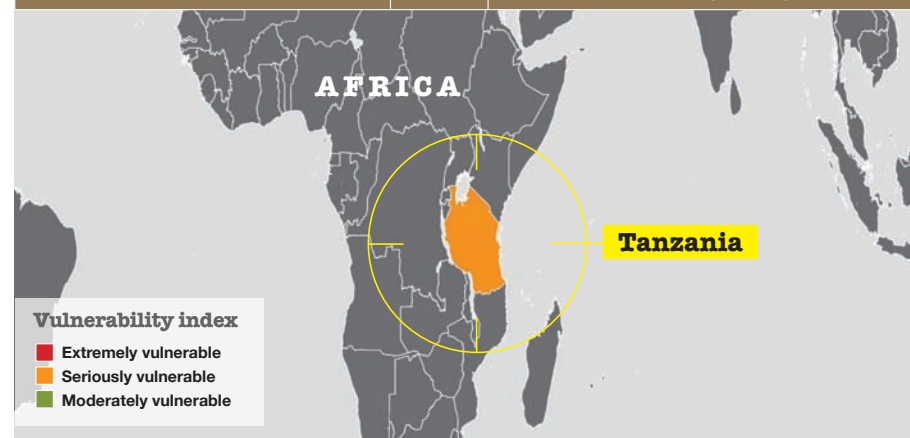 AFRICA
Tanzania
Vulnerability index
Extremely vulnerable
Seriously vulnerable
Moderately vulnerable